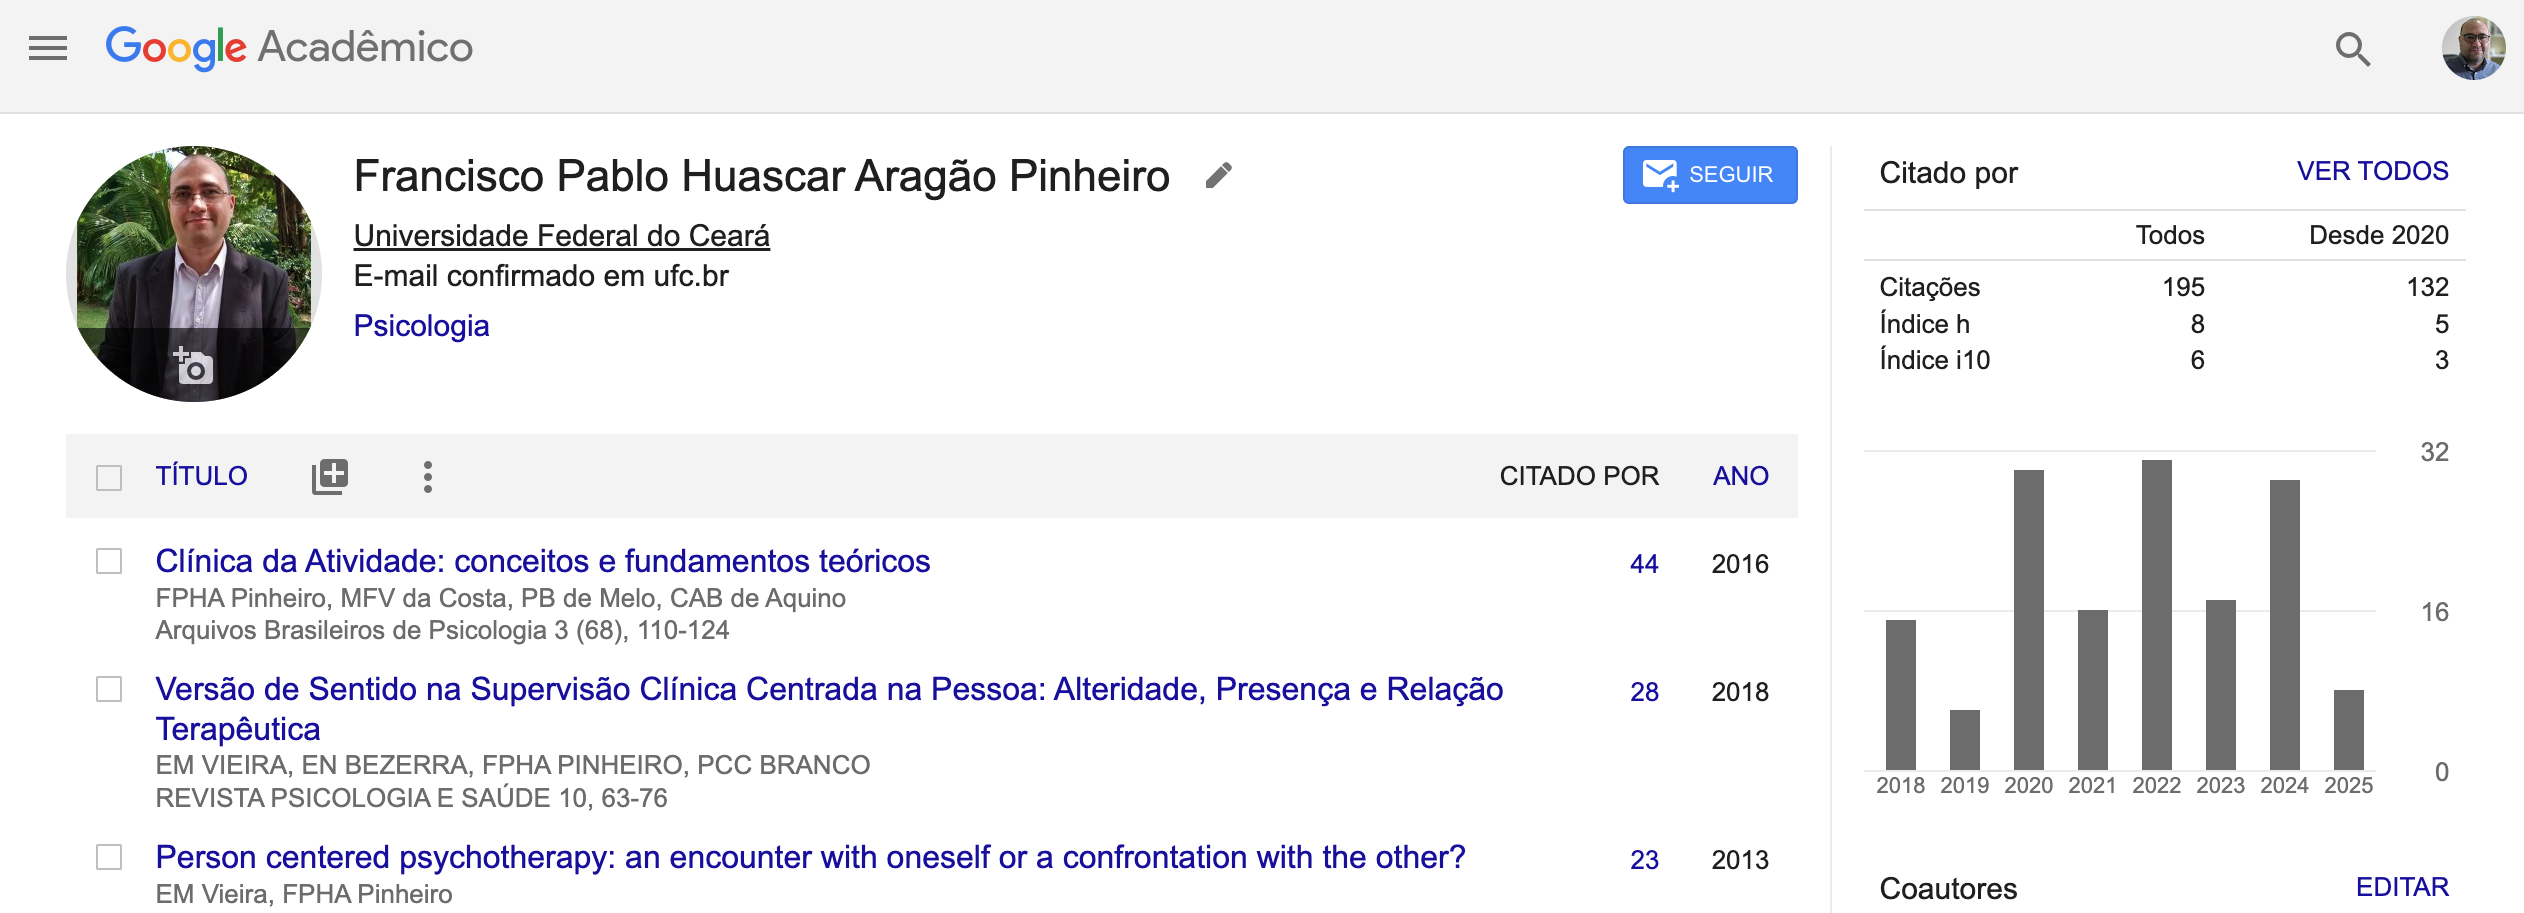 Google Acadêmico
Francisco Pablo Huascar Aragão Pinheiro
SEGUIR
Universidade Federal do Ceará
E-mail confirmado em ufc.br
Psicologia
TÍTULO CITADO POR ANO
Clínica da Atividade: conceitos e fundamentos teóricos 44 2016
FPHA Pinheiro, MFV da Costa, PB de Melo, CAB de Aquino
Arquivos Brasileiros de Psicologia 3 (68), 110-124
Versão de Sentido na Supervisão Clínica Centrada na Pessoa: Alteridade, Presença e Relação 28 2018
Terapêutica
EM VIEIRA, EN BEZERRA, FPHA PINHEIRO, PCC BRANCO
REVISTA PSICOLOGIA E SAÚDE 10, 63-76
Person centered psychotherapy: an encounter with oneself or a confrontation with the other? 23 2013
EM Vieira, FPHA Pinheiro
Citado por VER TODOS
Todos Desde 2020
Citações 195 132
Índice h 8 5
Índice i10 6 3
32
16
0
2018 2019 2020 2021 2022 2023 2024 2025
Coautores EDITAR